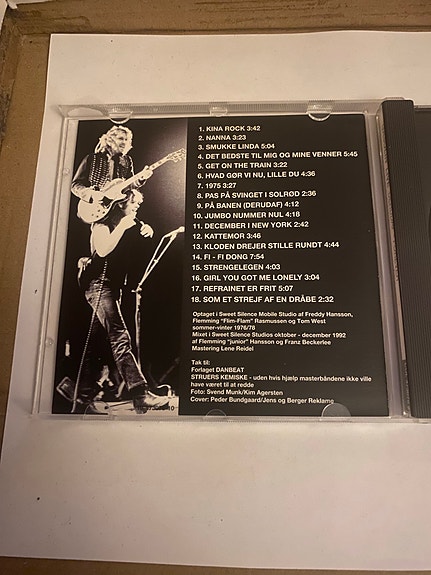 1. KINA ROCK 3:42
2. NANNA 3:23
3. SMUKKE LINDA 5:04
4. DET BEDSTE TIL MIG OG MINE VENNER 5:45
5. GET ON THE TRAIN 3:22
6. HVAD GØR VI NU, LILLE DU 4:36
7. 1975 3:27
8. PAS PÅ SVINGET I SOLRØD 2:36
9. PÅ BANEN (DERUDAF) 4:12
10. JUMBO NUMMER NUL 4:18
11. DECEMBER I NEW YORK 2:42
12. KATTEMOR 3:46
13. KLODEN DREJER STILLE RUNDT 4:44
14. FI - FI DONG 7:54
15. STRENGELEGEN 4:03
16. GIRL YOU GOT ME LONELY 3:04
17. REFRAINET ER FRIT 5:07
18. SOM ET STREJF AF EN DRÅBE 2:32
Optaget i Sweet Silence Mobile Studio af Freddy Hansson,
Flemming "Flim-Flam" Rasmussen og Tom West
sommer-vinter 1976/78
Mixet i Sweet Silence Studios oktober - december 1992
af Flemming "junior" Hansson og Franz Beckerlee
Mastering Lene Reidel
Tak til:
Forlaget DANBEAT
STRUERS KEMISKE - uden hvis hjælp masterbåndene ikke ville
have været til at redde
Foto: Svend Munk/Kim Agersten
Cover: Peder Bundgaard/Jens og Berger Reklame